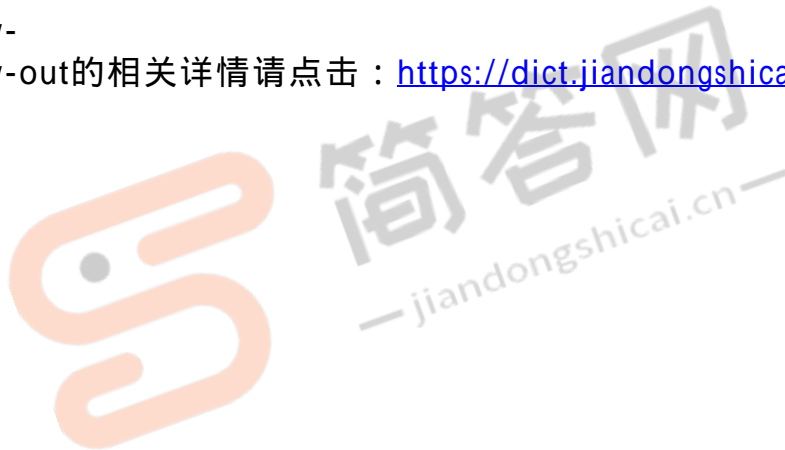 -
-out的相关详情请点击：https://dict.jiandongshica
简答网
— jiandongshicai.cn —